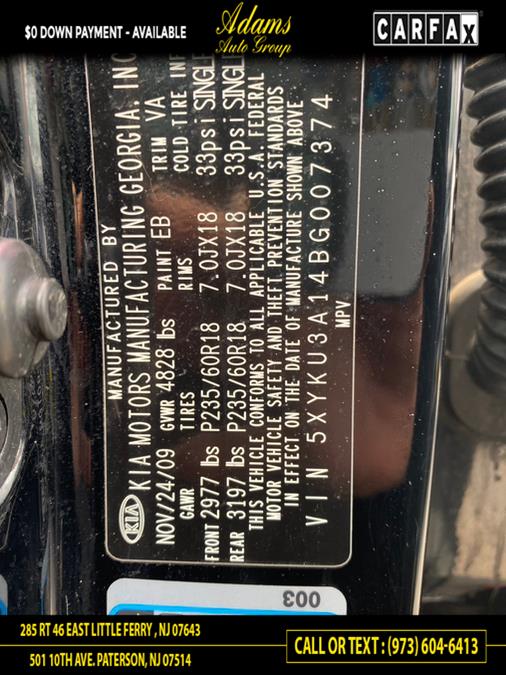 $0 DOWN PAYMENT - AVAILABLE
Adams
Auto Group
CARFAX
KIA
MANUFACTURED BY
KIA MOTORS MANUFACTURING GEORGIA, INC
NOV/24/09 GVWR 4828 lbs PAINT EB TRIM VA
GAWR TIRES RIMS COLD TIRE INF
FRONT 2977 lbs P235/60R18 7.0JX18 33psi SINGLE
REAR 3197 lbs P235/60R18 7.0JX18 33psi SINGLE
THIS VEHICLE CONFORMS TO ALL APPLICABLE U.S.A. FEDERAL
MOTOR VEHICLE SAFETY AND THEFT PREVENTION STANDARDS
IN EFFECT ON THE DATE OF MANUFACTURE SHOWN ABOVE
VIN 5XYKU3A14BG007374
MPV
003
285 RT 46 EAST LITTLE FERRY , NJ 07643
501 10TH AVE. PATERSON, NJ 07514
CALL OR TEXT : (973) 604-6413